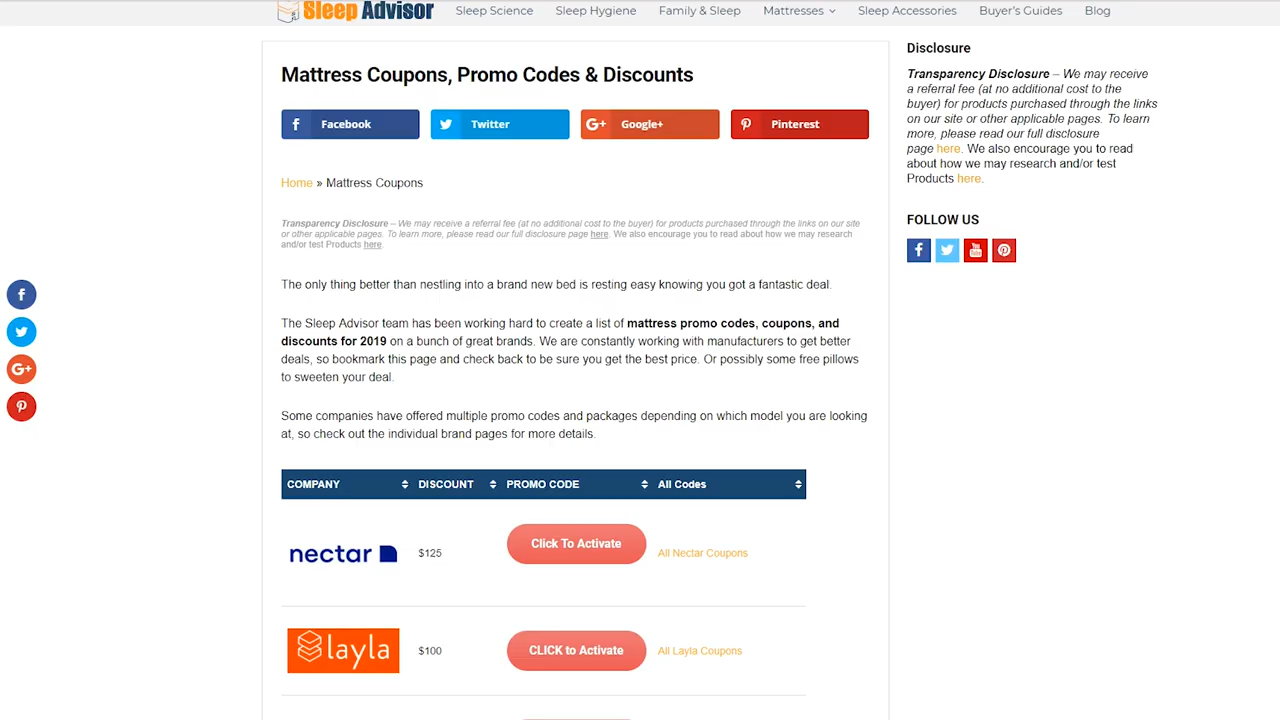 Sleep Advisor
Sleep Science Sleep Hygiene Family & Sleep Mattresses Sleep Accessories Buyer's Guides Blog
Mattress Coupons, Promo Codes & Discounts
Facebook Twitter Google+ Pinterest
Home » Mattress Coupons
Transparency Disclosure – We may receive a referral fee (at no additional cost to the buyer) for products purchased through the links on our site
or other applicable pages. To learn more, please read our full disclosure page here. We also encourage you to read about how we may research
and/or test Products here.
The only thing better than nestling into a brand new bed is resting easy knowing you got a fantastic deal.
The Sleep Advisor team has been working hard to create a list of mattress promo codes, coupons, and
discounts for 2019 on a bunch of great brands. We are constantly working with manufacturers to get better
deals, so bookmark this page and check back to be sure you get the best price. Or possibly some free pillows
to sweeten your deal.
Some companies have offered multiple promo codes and packages depending on which model you are looking
at, so check out the individual brand pages for more details.
COMPANY DISCOUNT PROMO CODE All Codes
nectar $125 Click To Activate All Nectar Coupons
layla $100 CLICK to Activate All Layla Coupons
Disclosure
Transparency Disclosure – We may receive
a referral fee (at no additional cost to the
buyer) for products purchased through the links
on our site or other applicable pages. To learn
more, please read our full disclosure
page here. We also encourage you to read
about how we may research and/or test
Products here.
FOLLOW US